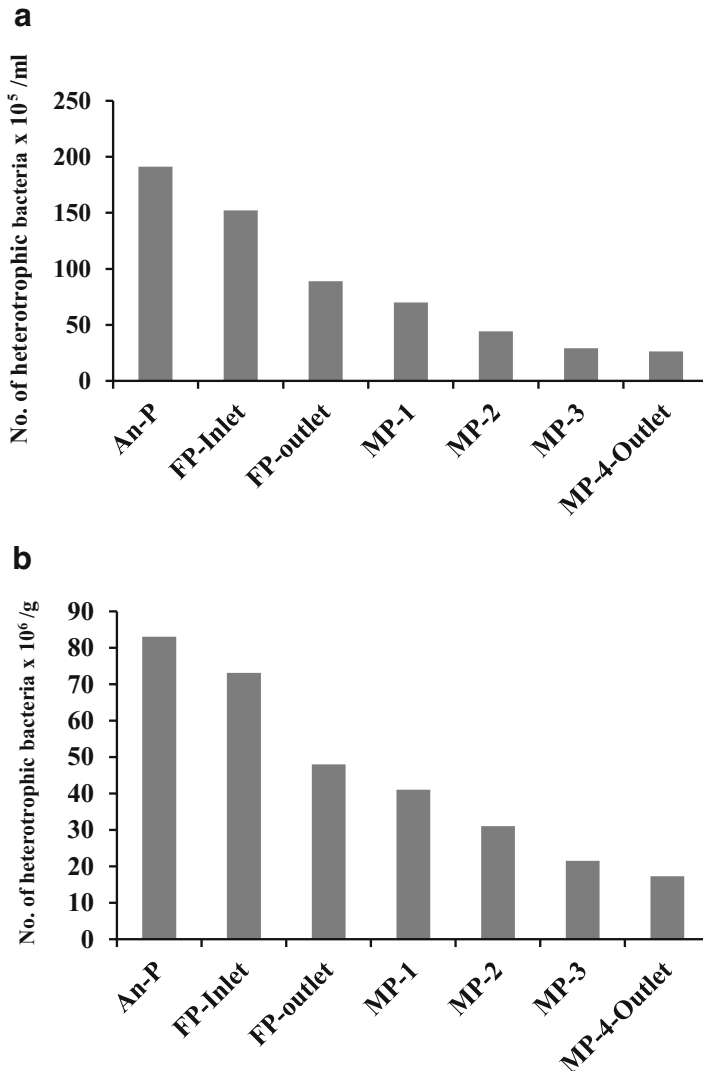 a
No. of heterotrophic bacteria x 10⁵ /ml
250
200
150
100
50
0
An-P
FP-Inlet
FP-outlet
MP-1
MP-2
MP-3
MP-4-Outlet
b
No. of heterotrophic bacteria x 10⁶ /g
90
80
70
60
50
40
30
20
10
0
An-P
FP-Inlet
FP-outlet
MP-1
MP-2
MP-3
MP-4-Outlet